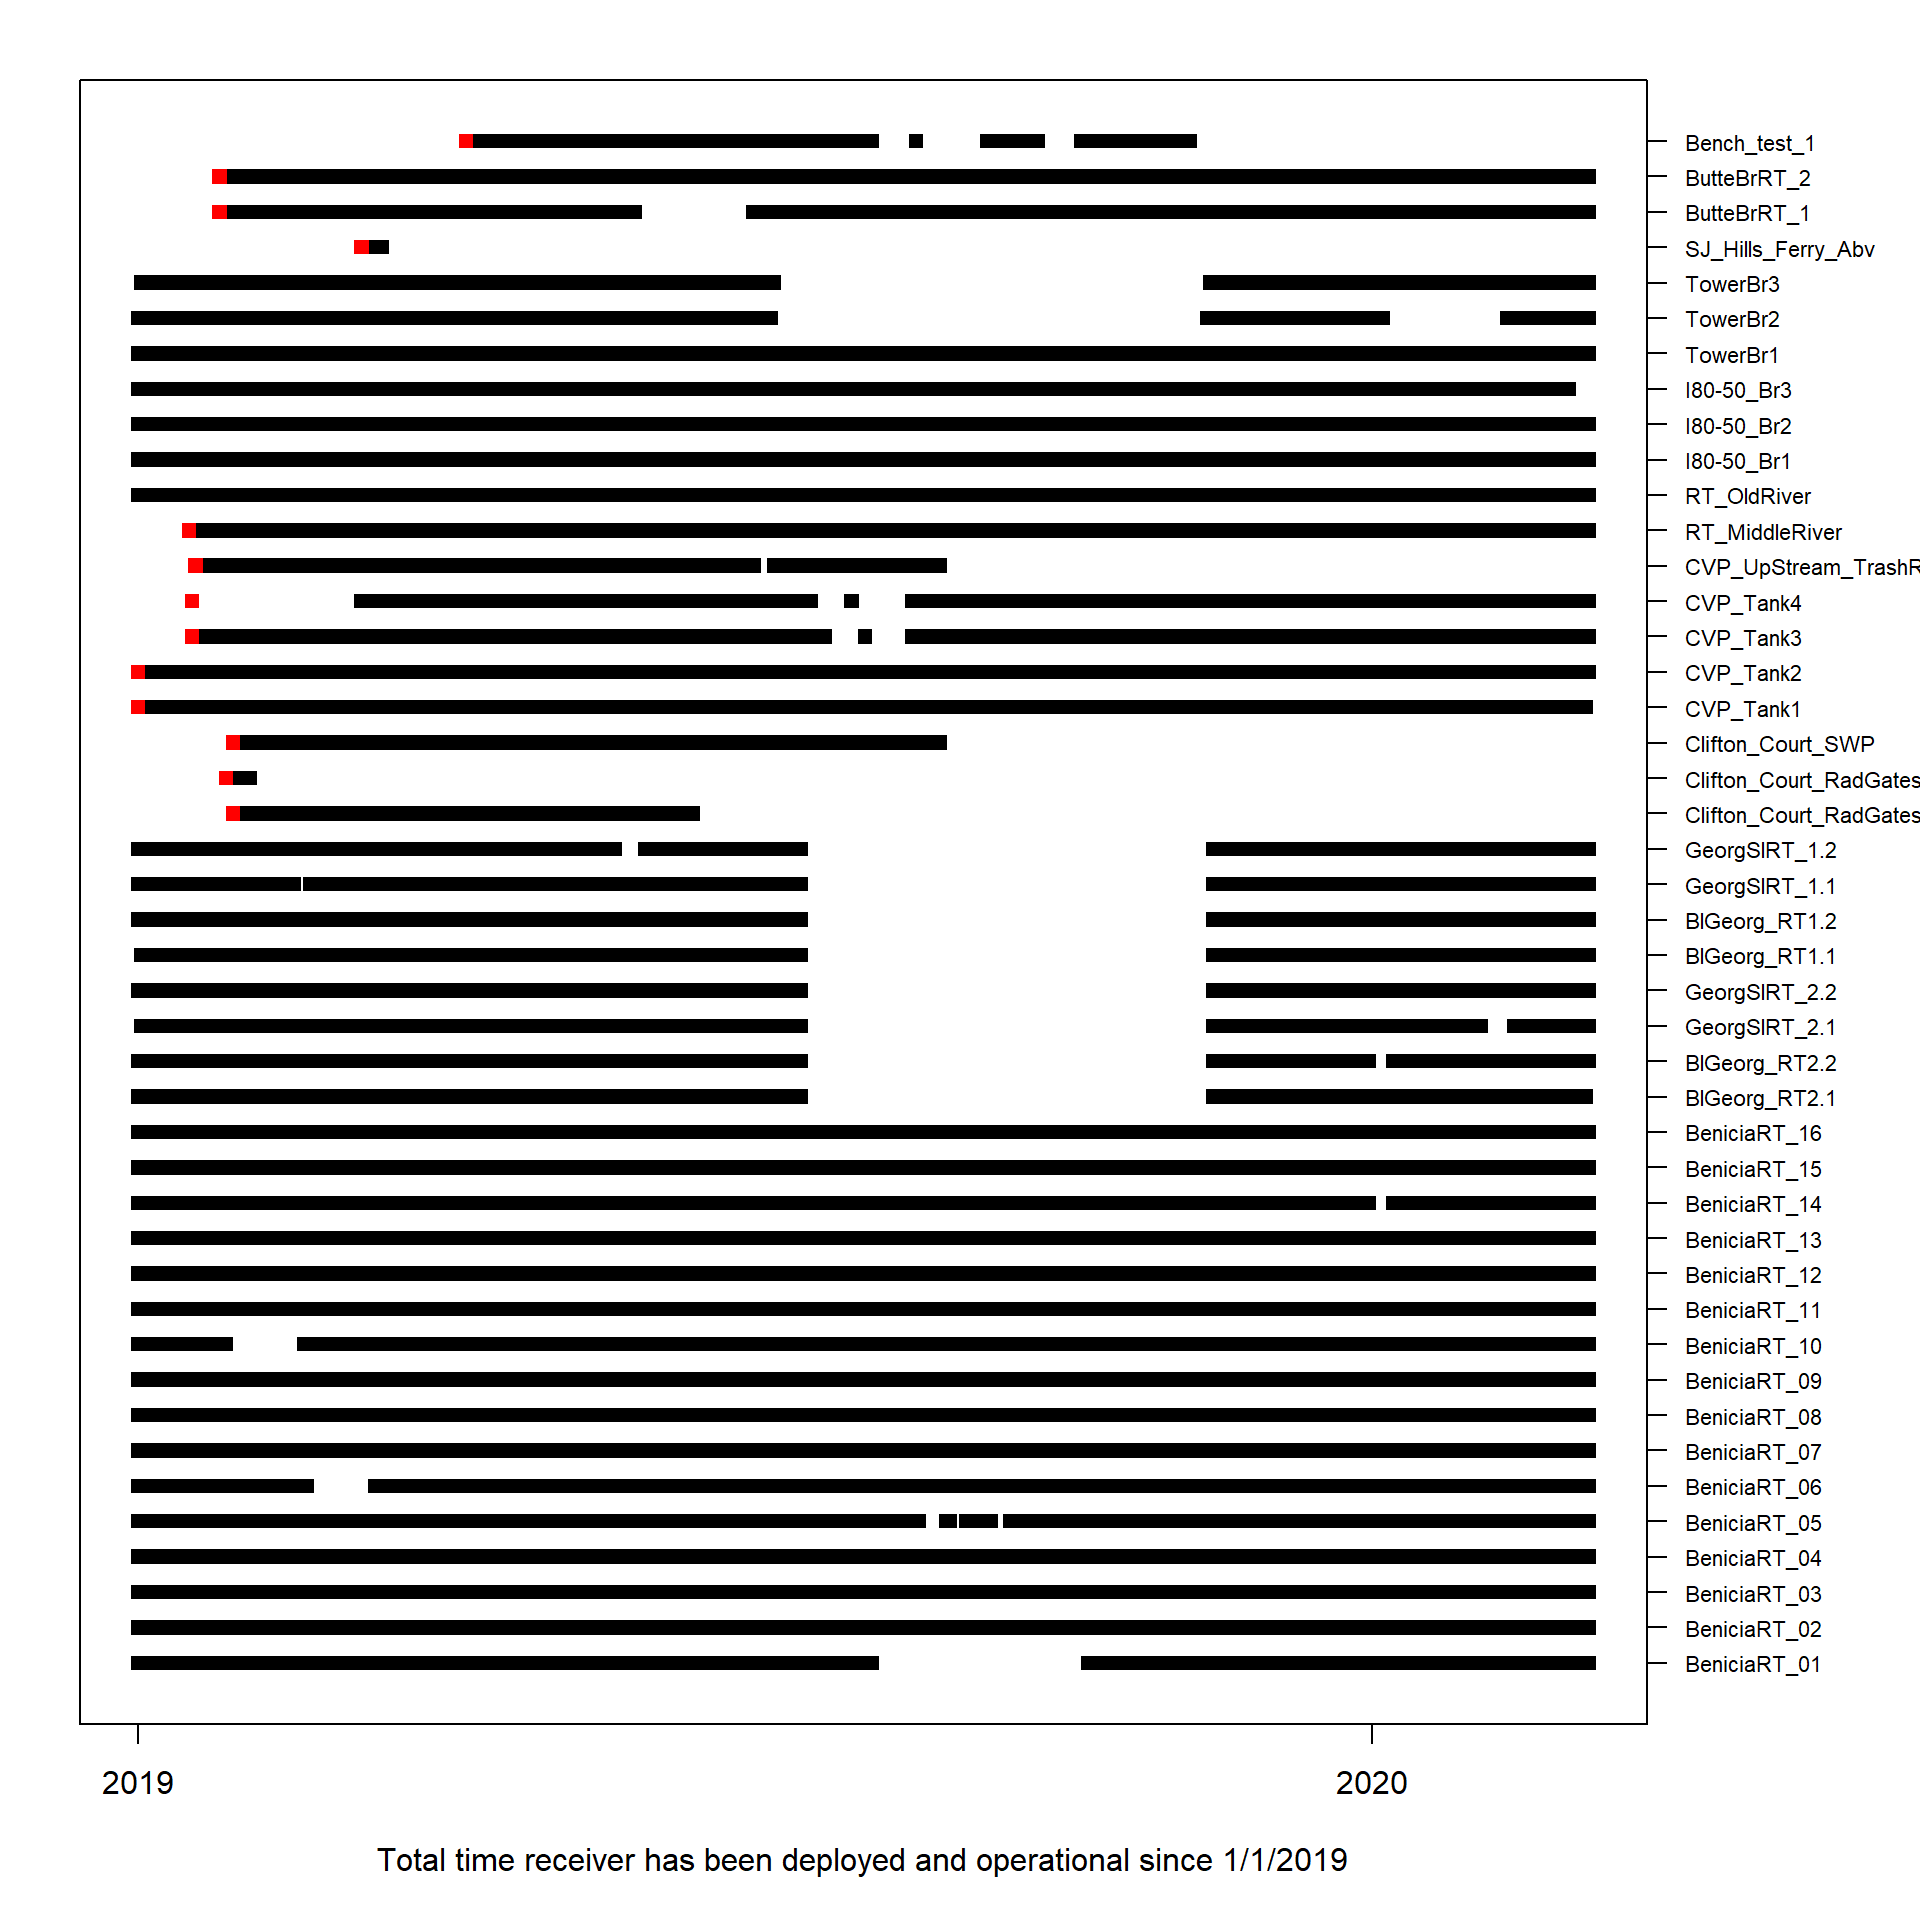 Bench_test_1
ButteBrRT_2
ButteBrRT_1
SJ_Hills_Ferry_Abv
TowerBr3
TowerBr2
TowerBr1
I80-50_Br3
I80-50_Br2
I80-50_Br1
RT_OldRiver
RT_MiddleRiver
CVP_UpStream_TrashR
CVP_Tank4
CVP_Tank3
CVP_Tank2
CVP_Tank1
Clifton_Court_SWP
Clifton_Court_RadGates
Clifton_Court_RadGates
GeorgSlRT_1.2
GeorgSlRT_1.1
BlGeorg_RT1.2
BlGeorg_RT1.1
GeorgSlRT_2.2
GeorgSlRT_2.1
BlGeorg_RT2.2
BlGeorg_RT2.1
BeniciaRT_16
BeniciaRT_15
BeniciaRT_14
BeniciaRT_13
BeniciaRT_12
BeniciaRT_11
BeniciaRT_10
BeniciaRT_09
BeniciaRT_08
BeniciaRT_07
BeniciaRT_06
BeniciaRT_05
BeniciaRT_04
BeniciaRT_03
BeniciaRT_02
BeniciaRT_01
2019 2020
Total time receiver has been deployed and operational since 1/1/2019